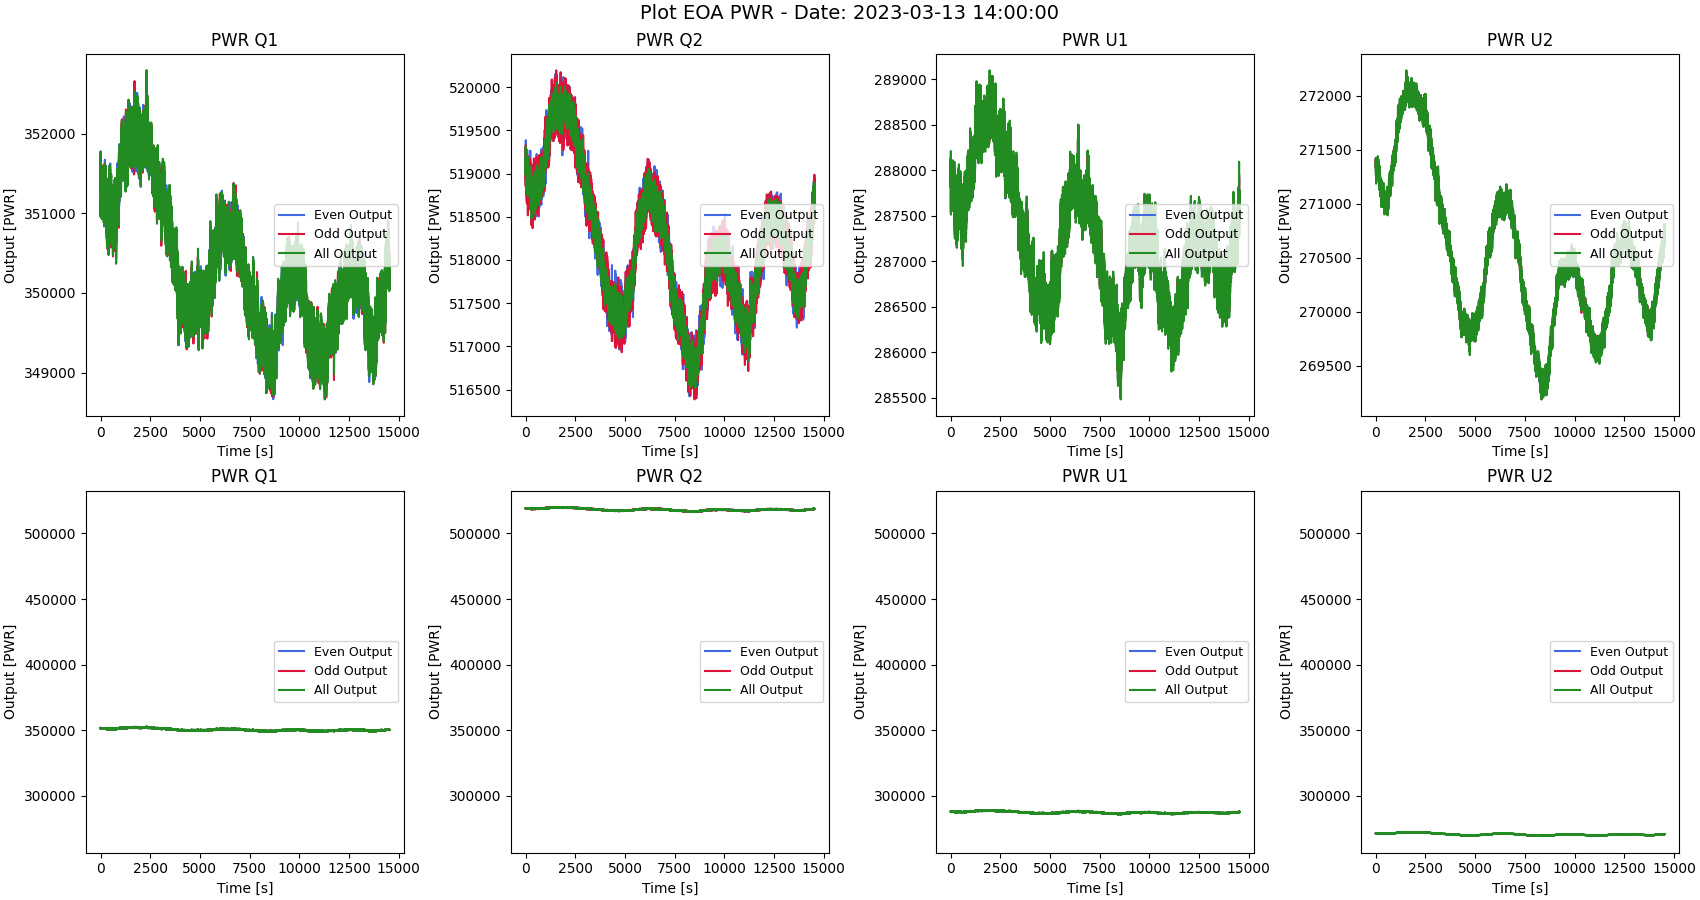 Plot EOA PWR - Date: 2023-03-13 14:00:00
PWR Q1
Output [PWR]
352000
351000
350000
349000
Even Output
Odd Output
All Output
0 2500 5000 7500 10000 12500 15000
Time [s]
PWR Q2
Output [PWR]
520000
519500
519000
518500
518000
517500
517000
516500
Even Output
Odd Output
All Output
0 2500 5000 7500 10000 12500 15000
Time [s]
PWR U1
Output [PWR]
289000
288500
288000
287500
287000
286500
286000
285500
Even Output
Odd Output
All Output
0 2500 5000 7500 10000 12500 15000
Time [s]
PWR U2
Output [PWR]
272000
271500
271000
270500
270000
269500
Even Output
Odd Output
All Output
0 2500 5000 7500 10000 12500 15000
Time [s]
PWR Q1
Output [PWR]
500000
450000
400000
350000
300000
Even Output
Odd Output
All Output
0 2500 5000 7500 10000 12500 15000
Time [s]
PWR Q2
Output [PWR]
500000
450000
400000
350000
300000
Even Output
Odd Output
All Output
0 2500 5000 7500 10000 12500 15000
Time [s]
PWR U1
Output [PWR]
500000
450000
400000
350000
300000
Even Output
Odd Output
All Output
0 2500 5000 7500 10000 12500 15000
Time [s]
PWR U2
Output [PWR]
500000
450000
400000
350000
300000
Even Output
Odd Output
All Output
0 2500 5000 7500 10000 12500 15000
Time [s]